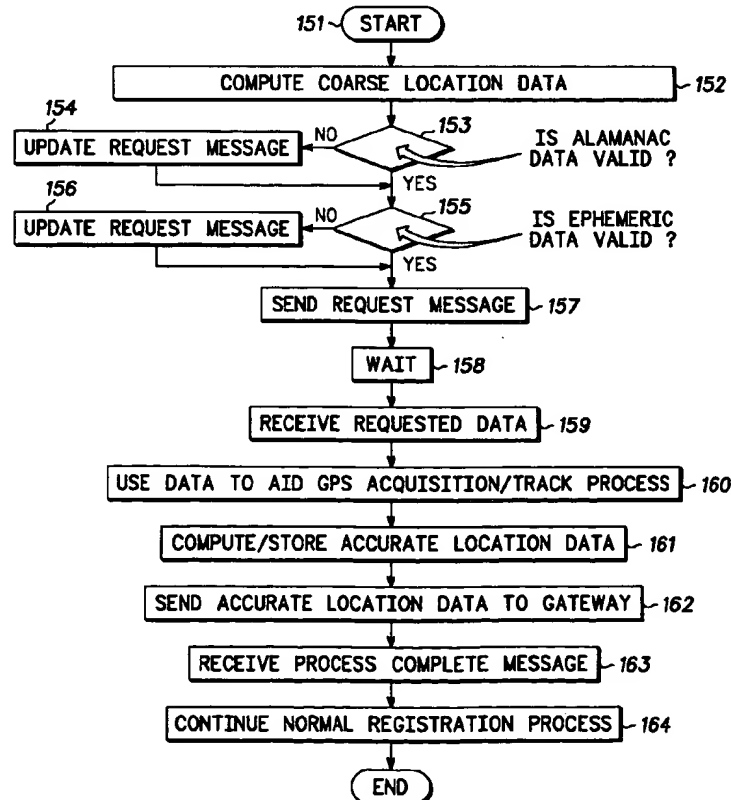 151 START
COMPUTE COARSE LOCATION DATA 152
154 153
UPDATE REQUEST MESSAGE NO IS ALAMANAC
DATA VALID ?
YES
156 155
UPDATE REQUEST MESSAGE NO IS EPHEMERIC
DATA VALID ?
YES
SEND REQUEST MESSAGE 157
WAIT 158
RECEIVE REQUESTED DATA 159
USE DATA TO AID GPS ACQUISITION/TRACK PROCESS 160
COMPUTE/STORE ACCURATE LOCATION DATA 161
SEND ACCURATE LOCATION DATA TO GATEWAY 162
RECEIVE PROCESS COMPLETE MESSAGE 163
CONTINUE NORMAL REGISTRATION PROCESS 164
END